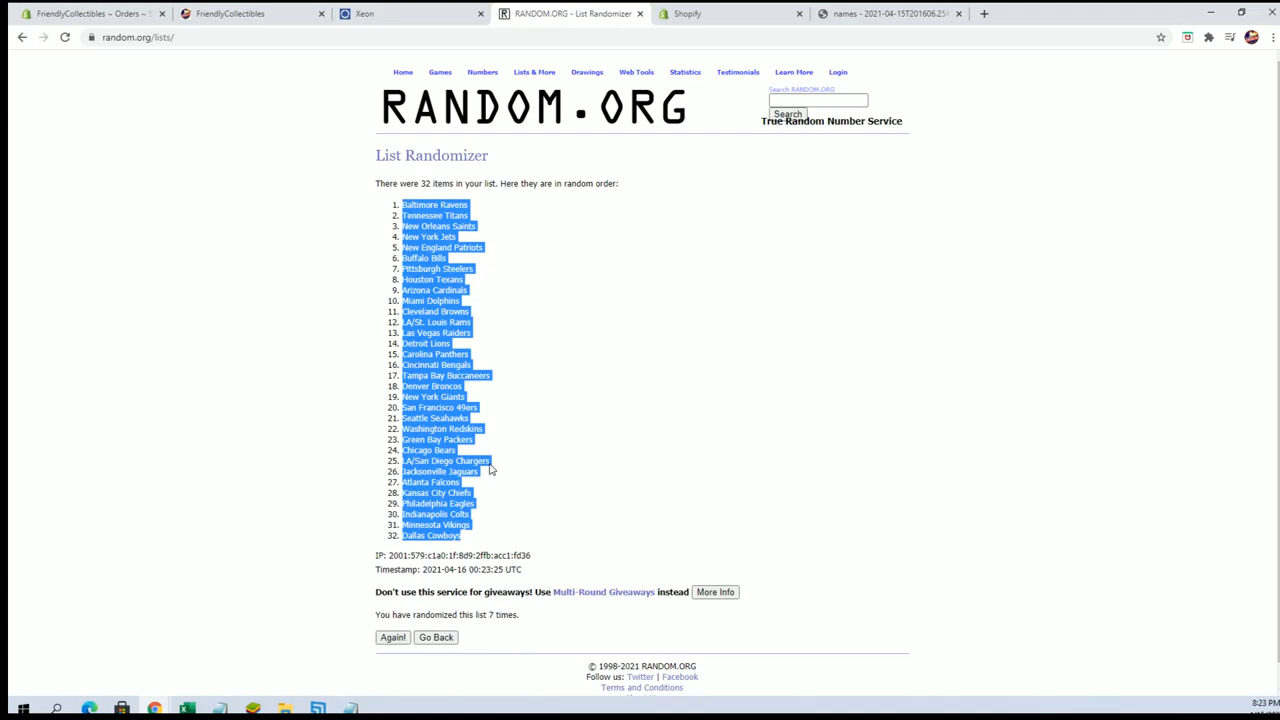 FriendlyCollectibles ~ Orders ~ S
FriendlyCollectibles
Xeon
RANDOM.ORG - List Randomizer
Shopify
names - 2021-04-15T201606.254
random.org/lists/
Home Games Numbers Lists & More Drawings Web Tools Statistics Testimonials Learn More Login
Search RANDOM.ORG
RANDOM.ORG
Search
True Random Number Service
List Randomizer
There were 32 items in your list. Here they are in random order:
1. Baltimore Ravens
2. Tennessee Titans
3. New Orleans Saints
4. New York Jets
5. New England Patriots
6. Buffalo Bills
7. Pittsburgh Steelers
8. Houston Texans
9. Arizona Cardinals
10. Miami Dolphins
11. Cleveland Browns
12. LA/St. Louis Rams
13. Las Vegas Raiders
14. Detroit Lions
15. Carolina Panthers
16. Cincinnati Bengals
17. Tampa Bay Buccaneers
18. Denver Broncos
19. New York Giants
20. San Francisco 49ers
21. Seattle Seahawks
22. Washington Redskins
23. Green Bay Packers
24. Chicago Bears
25. LA/San Diego Chargers
26. Jacksonville Jaguars
27. Atlanta Falcons
28. Kansas City Chiefs
29. Philadelphia Eagles
30. Indianapolis Colts
31. Minnesota Vikings
32. Dallas Cowboys
IP: 2001:579:c1a0:1f:8d9:2ffb:acc1:fd36
Timestamp: 2021-04-16 00:23:25 UTC
Don't use this service for giveaways! Use Multi-Round Giveaways instead More Info
You have randomized this list 7 times.
Again! Go Back
© 1998-2021 RANDOM.ORG
Follow us: Twitter | Facebook
Terms and Conditions
8:23 PM